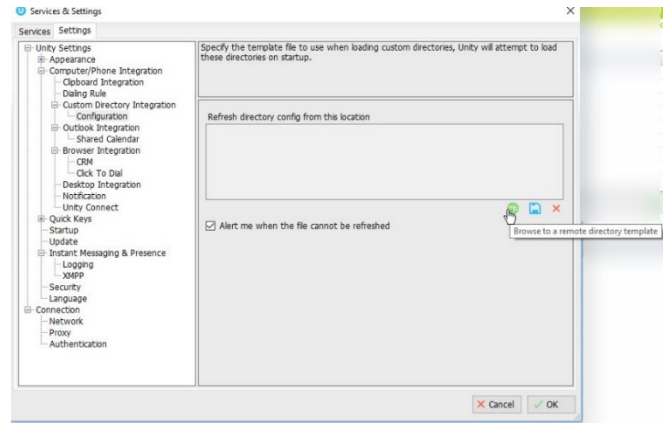 Services & Settings
Services Settings
Unity Settings
Appearance
Computer/Phone Integration
Clipboard Integration
Dialing Rule
Custom Directory Integration
Configuration
Outlook Integration
Shared Calendar
Browser Integration
CRM
Click To Dial
Desktop Integration
Notification
Unity Connect
Quick Keys
Startup
Update
Instant Messaging & Presence
Logging
XMPP
Security
Language
Connection
Network
Proxy
Authentication
Specify the template file to use when loading custom directories, Unity will attempt to load
these directories on startup.
Refresh directory config from this location
Browse to a remote directory template
Alert me when the file cannot be refreshed
Cancel OK